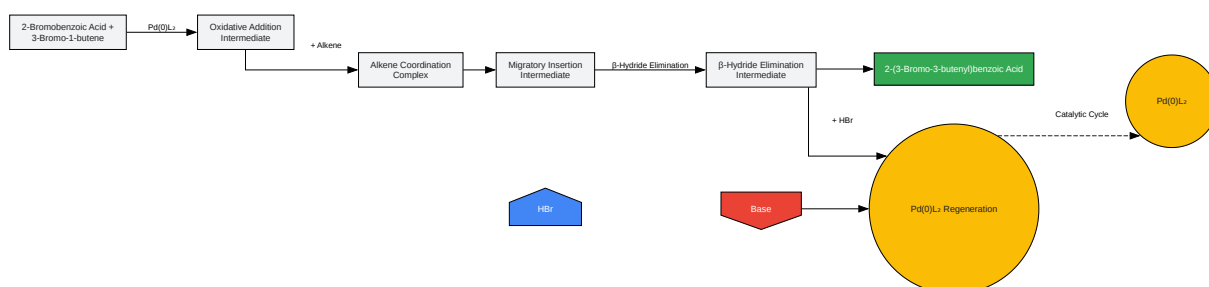 2-Bromobenzoic Acid +
3-Bromo-1-butene
Pd(0)L₂
Oxidative Addition
Intermediate
+ Alkene
Alkene Coordination
Complex
Migratory Insertion
Intermediate
β-Hydride Elimination
β-Hydride Elimination
Intermediate
2-(3-Bromo-3-butenyl)benzoic Acid
+ HBr
Catalytic Cycle
Pd(0)L₂
HBr
Base
Pd(0)L₂ Regeneration